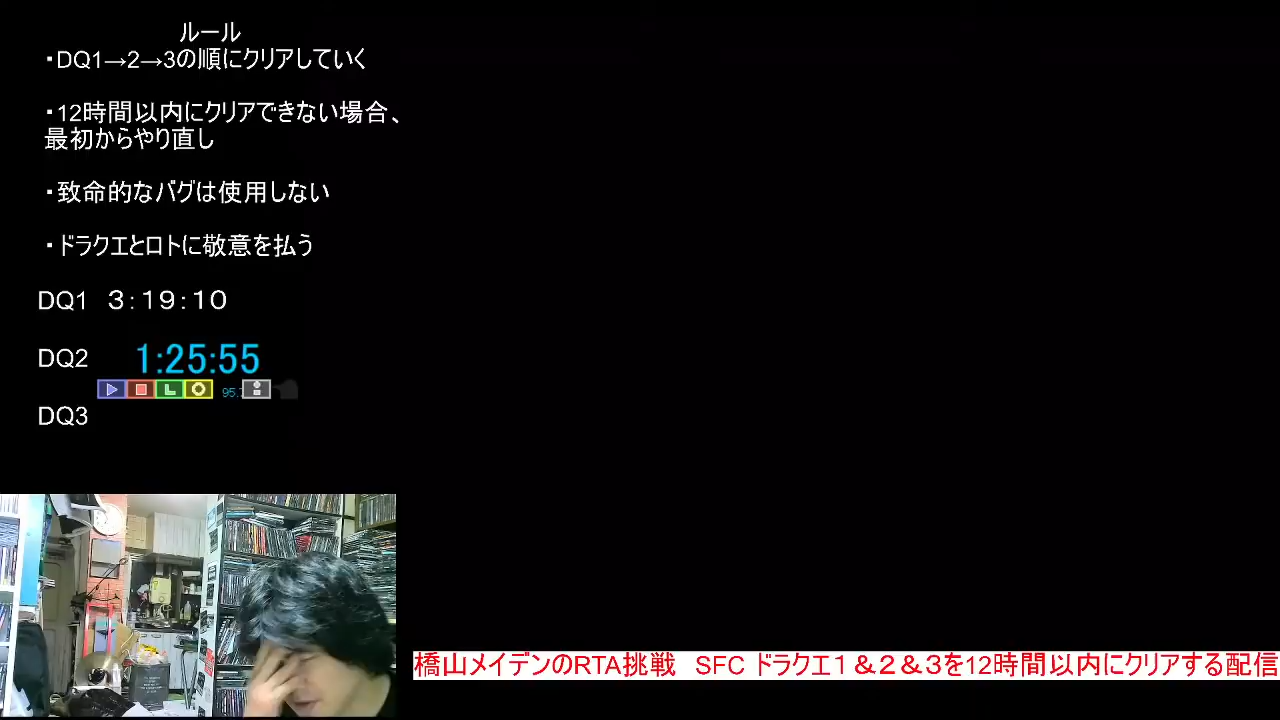 ルール
・DQ1→2→3の順にクリアしていく
・12時間以内にクリアできない場合、
最初からやり直し
・致命的なバグは使用しない
・ドラクエとロトに敬意を払う
DQ1 3:19:10
DQ2 1:25:55
95.
DQ3
橋山メイデンのRTA挑戦 SFC ドラクエ1&2&3を12時間以内にクリアする配信